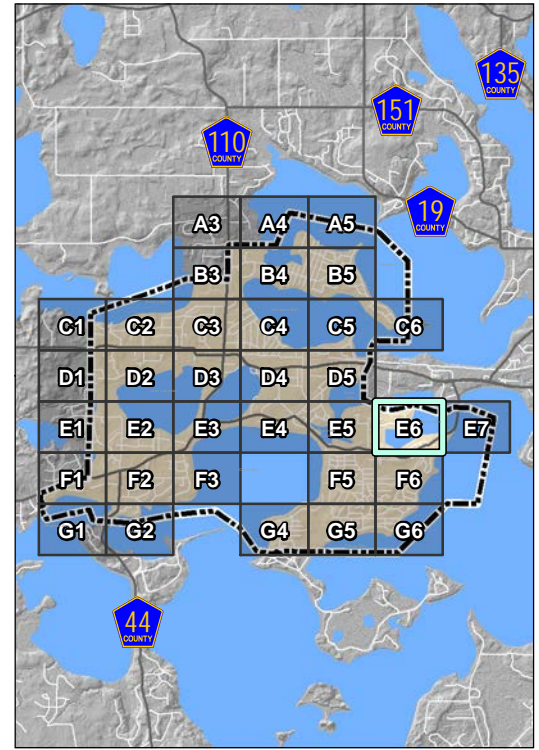 135
COUNTY
151
COUNTY
110
COUNTY
19
COUNTY
A3 A4 A5
B3 B4 B5
C1 C2 C3 C4 C5 C6
D1 D2 D3 D4 D5
E1 E2 E3 E4 E5 E6 E7
F1 F2 F3 F5 F6
G1 G2 G4 G5 G6
44
COUNTY